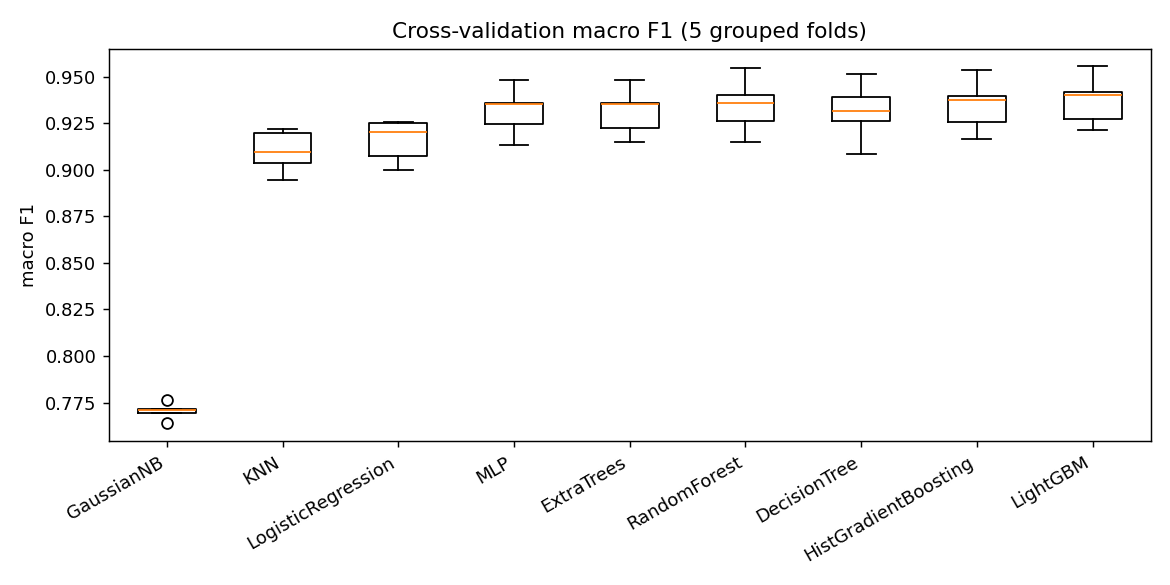 Cross-validation macro F1 (5 grouped folds)
macro F1
0.950
0.925
0.900
0.875
0.850
0.825
0.800
0.775
GaussianNB
KNN
LogisticRegression
MLP
ExtraTrees
RandomForest
DecisionTree
HistGradientBoosting
LightGBM